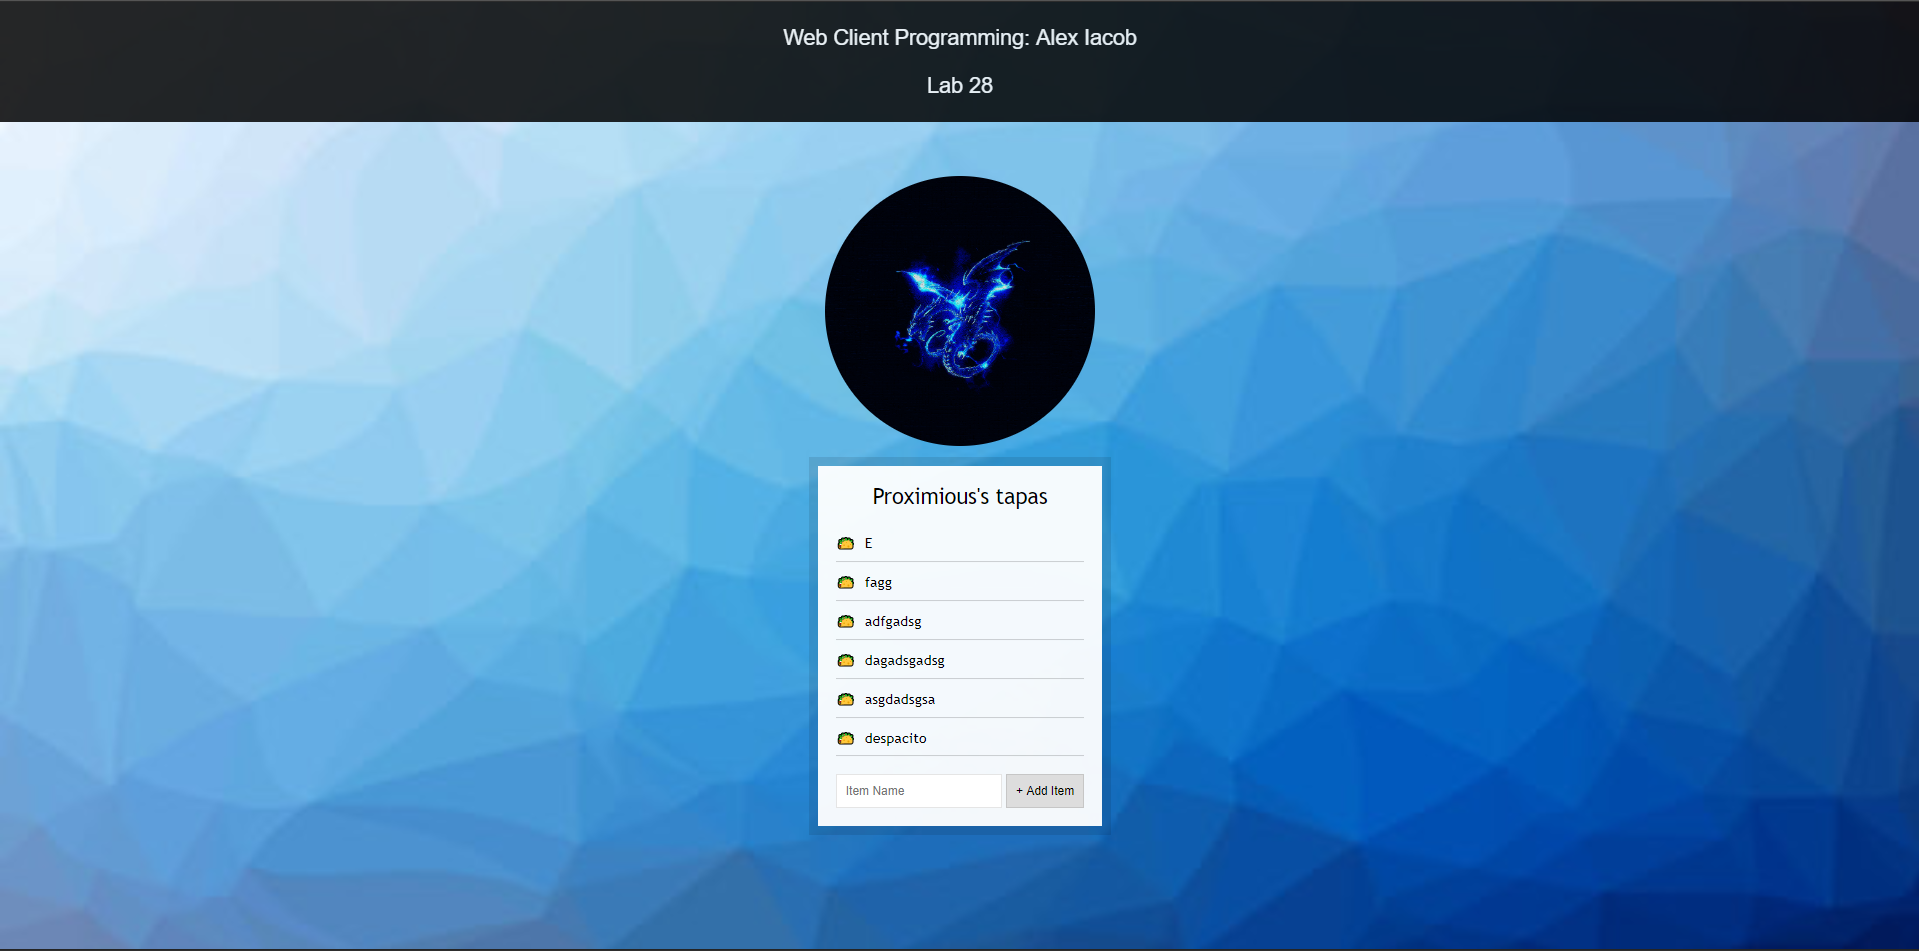 Web Client Programming: Alex Iacob
Lab 28
Proximious's tapas
E
fagg
adfgadsg
dagadsgadsg
asgdadsgsa
despacito
Item Name
+ Add Item